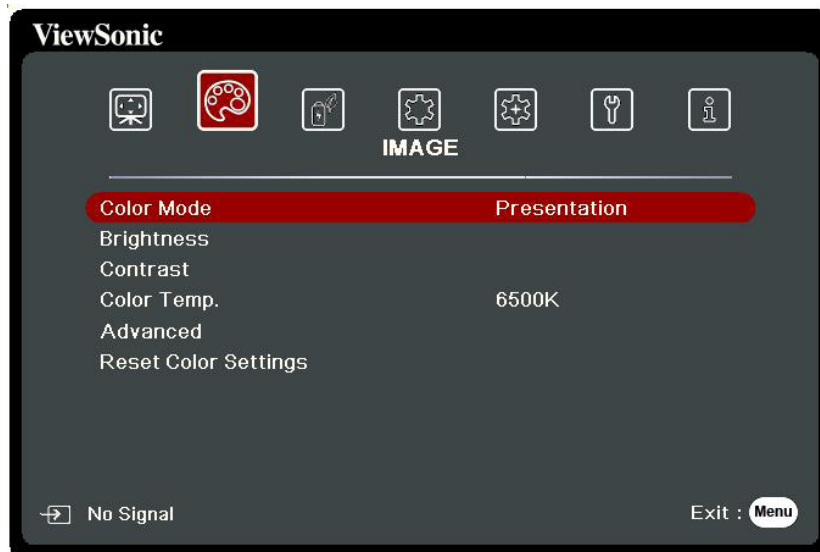 ViewSonic
IMAGE
Color Mode Presentation
Brightness
Contrast
Color Temp. 6500K
Advanced
Reset Color Settings
No Signal Exit : Menu